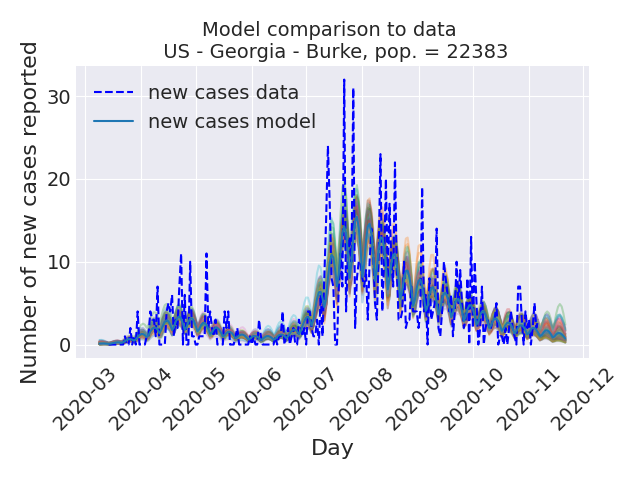 Model comparison to data
US - Georgia - Burke, pop. = 22383
Number of new cases reported
30
20
10
0
new cases data
new cases model
2020-03
2020-04
2020-05
2020-06
2020-07
2020-08
2020-09
2020-10
2020-11
2020-12
Day